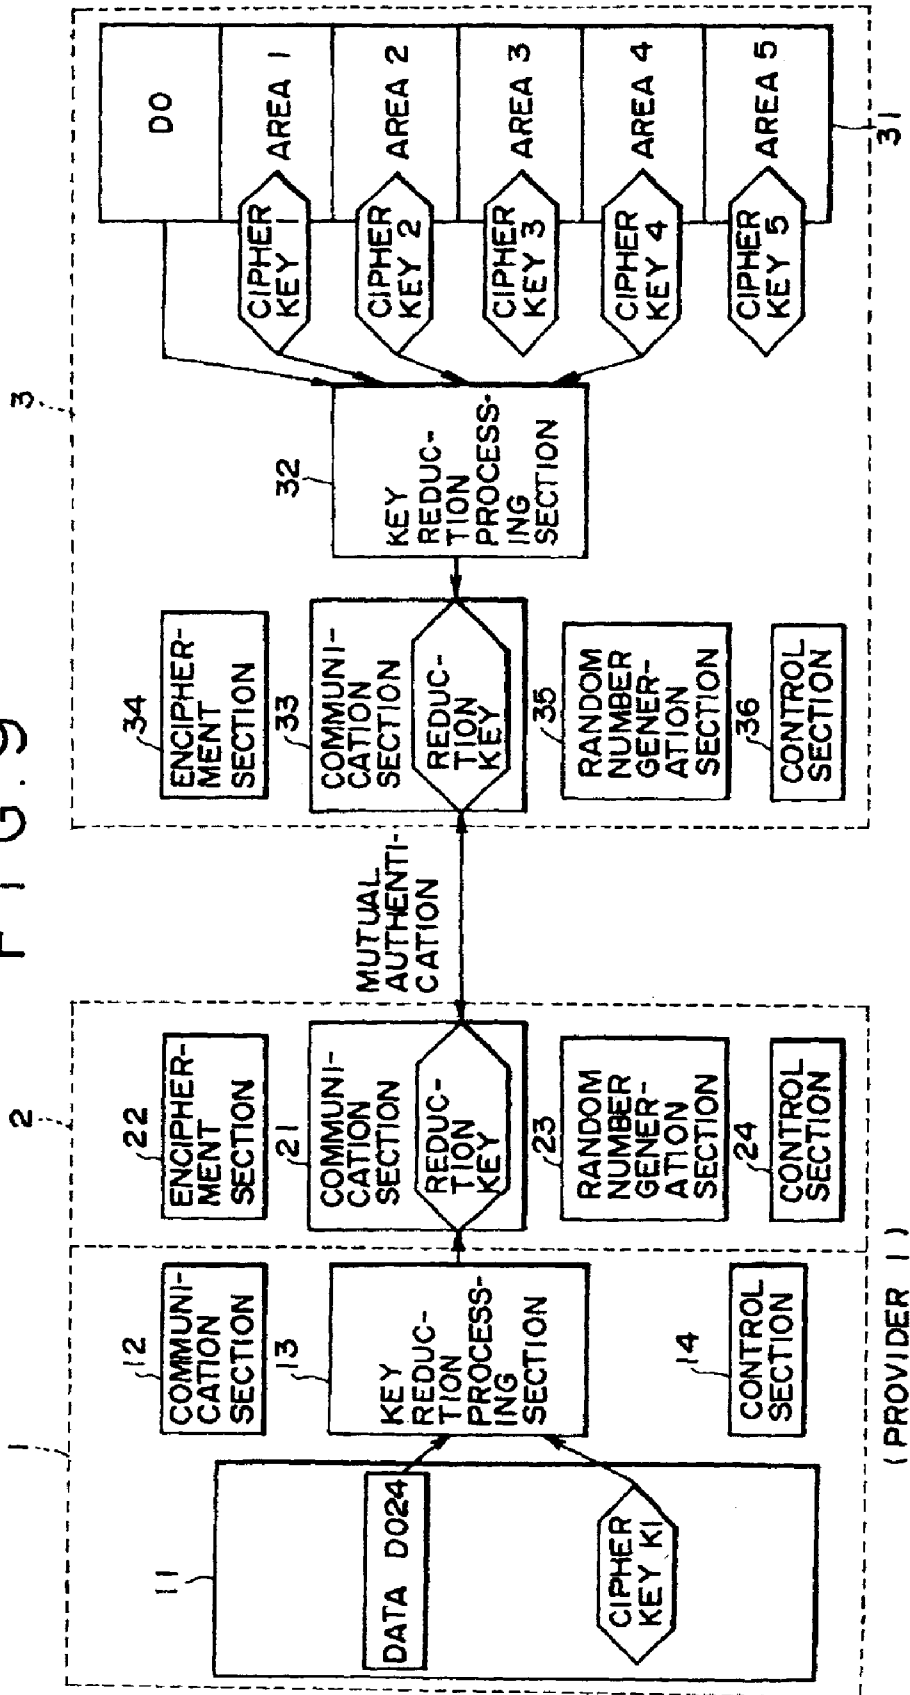 FIG. 9
1
11
DATA D024
CIPHER
KEY K1
12
COMMUNI-
CATION
SECTION
13
KEY
REDUC-
TION
PROCESS-
ING
SECTION
14
CONTROL
SECTION
(PROVIDER 1)
2
22
ENCIPHER-
MENT
SECTION
21
COMMUNI-
CATION
SECTION
REDUC-
TION
KEY
23
RANDOM
NUMBER
GENER-
ATION
SECTION
24
CONTROL
SECTION
MUTUAL
AUTHENTI-
CATION
3
34
ENCIPHER-
MENT
SECTION
33
COMMUNI-
CATION
SECTION
REDUC-
TION
KEY
35
RANDOM
NUMBER
GENER-
ATION
SECTION
36
CONTROL
SECTION
32
KEY
REDUC-
TION
PROCESS-
ING
SECTION
D0
CIPHER
KEY 1
AREA 1
CIPHER
KEY 2
AREA 2
CIPHER
KEY 3
AREA 3
CIPHER
KEY 4
AREA 4
CIPHER
KEY 5
AREA 5
31